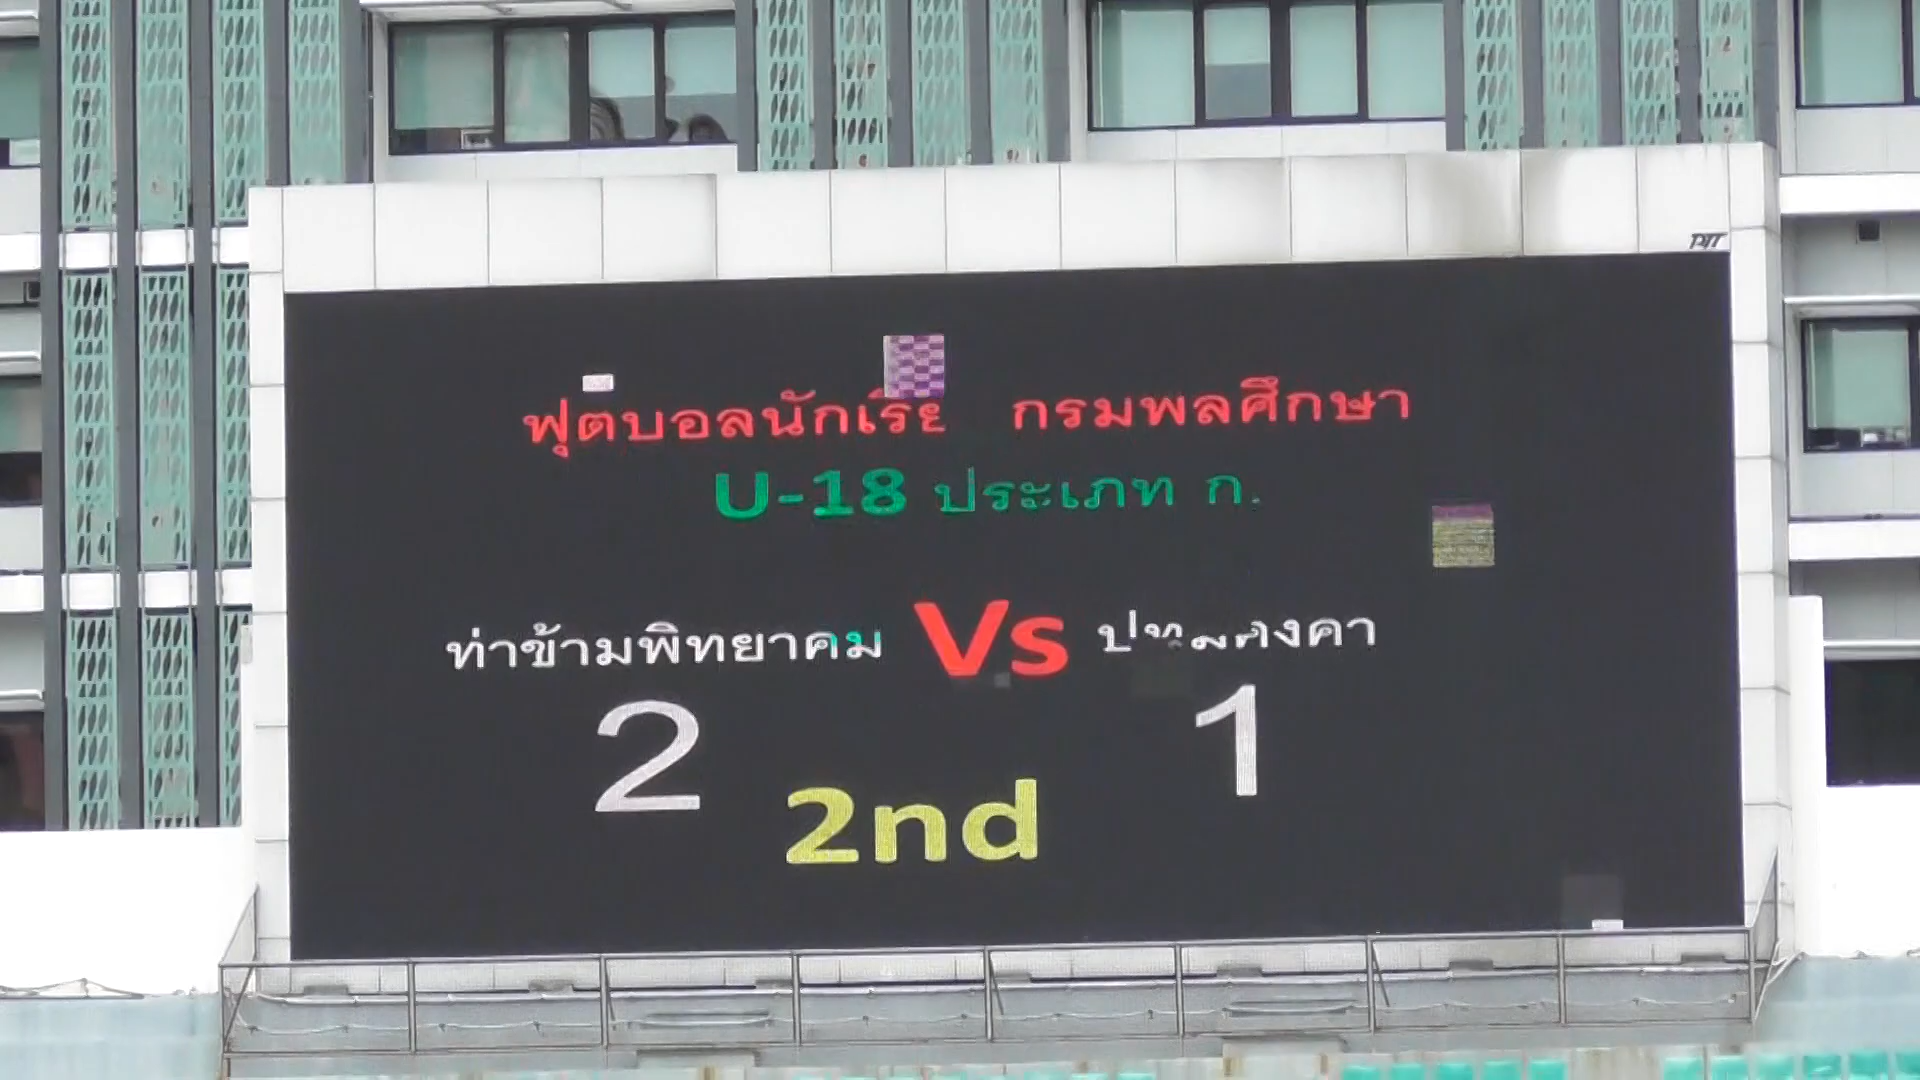 ฟุตบอลนักเรีย กรมพลศึกษา
U-18 ประเภท ก.
ท่าข้ามพิทยาคม Vs
2 1
2nd